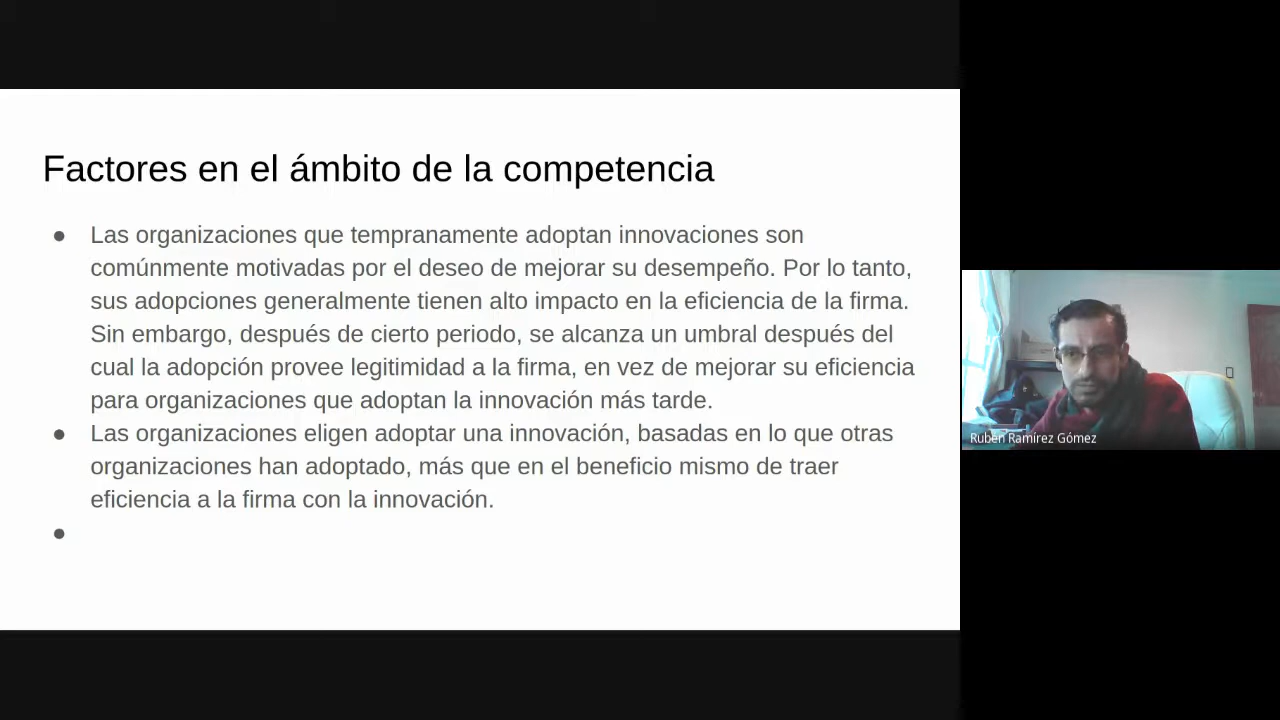 Factores en el ámbito de la competencia
● Las organizaciones que tempranamente adoptan innovaciones son
comúnmente motivadas por el deseo de mejorar su desempeño. Por lo tanto,
sus adopciones generalmente tienen alto impacto en la eficiencia de la firma.
Sin embargo, después de cierto periodo, se alcanza un umbral después del
cual la adopción provee legitimidad a la firma, en vez de mejorar su eficiencia
para organizaciones que adoptan la innovación más tarde.
● Las organizaciones eligen adoptar una innovación, basadas en lo que otras
organizaciones han adoptado, más que en el beneficio mismo de traer
eficiencia a la firma con la innovación.
●
Rubén Ramírez Gómez